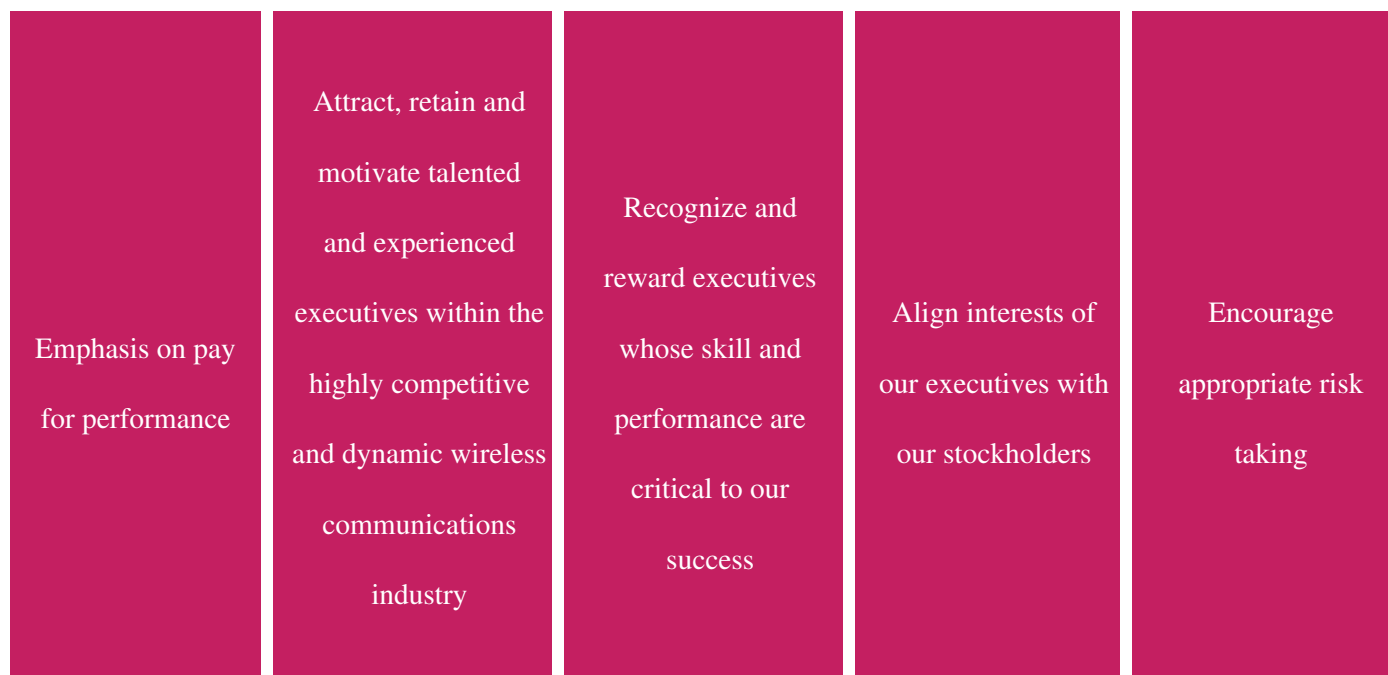 Emphasis on pay
for performance
Attract, retain and
motivate talented
and experienced
executives within the
highly competitive
and dynamic wireless
communications
industry
Recognize and
reward executives
whose skill and
performance are
critical to our
success
Align interests of
our executives with
our stockholders
Encourage
appropriate risk
taking